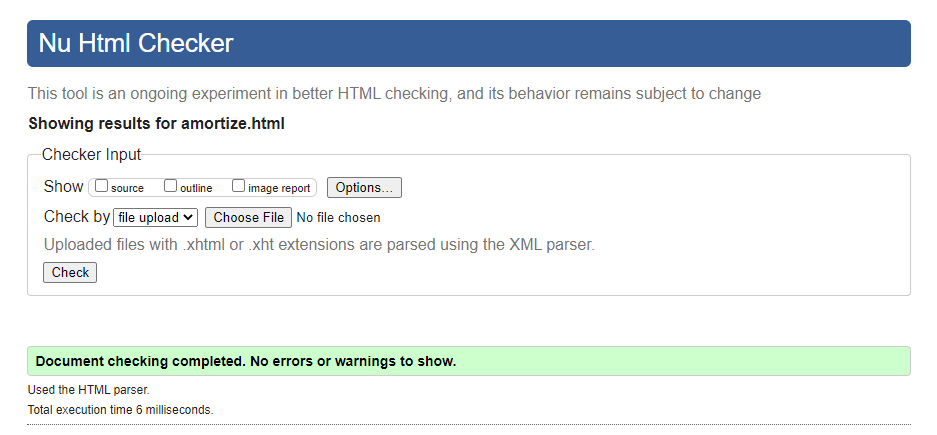 Nu Html Checker
This tool is an ongoing experiment in better HTML checking, and its behavior remains subject to change
Showing results for amortize.html
Checker Input
Show source outline image report Options...
Check by file upload Choose File No file chosen
Uploaded files with .xhtml or .xht extensions are parsed using the XML parser.
Check
Document checking completed. No errors or warnings to show.
Used the HTML parser.
Total execution time 6 milliseconds.